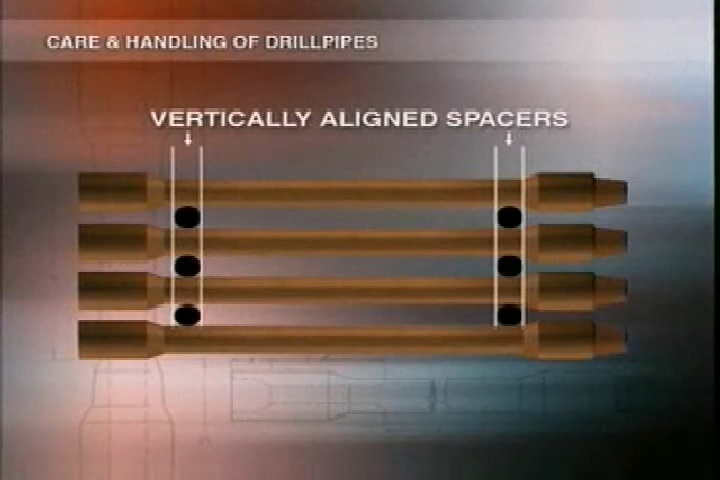 CARE & HANDLING OF DRILLPIPES
VERTICALLY ALIGNED SPACERS